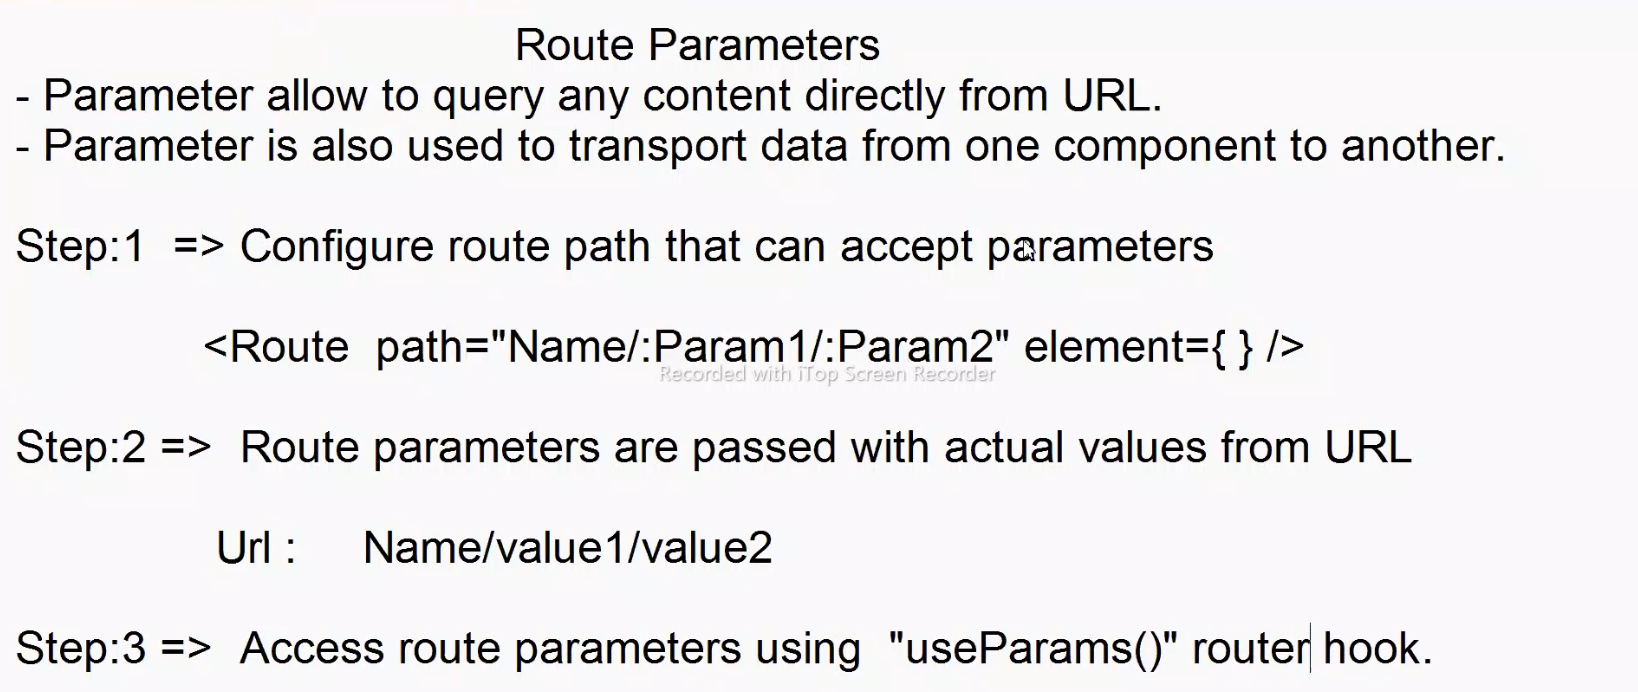 Route Parameters
- Parameter allow to query any content directly from URL.
- Parameter is also used to transport data from one component to another.
Step:1 => Configure route path that can accept parameters
<Route path="Name/:Param1/:Param2" element={ } />
Recorded with iTop Screen Recorder
Step:2 => Route parameters are passed with actual values from URL
Url : Name/value1/value2
Step:3 => Access route parameters using "useParams()" router hook.